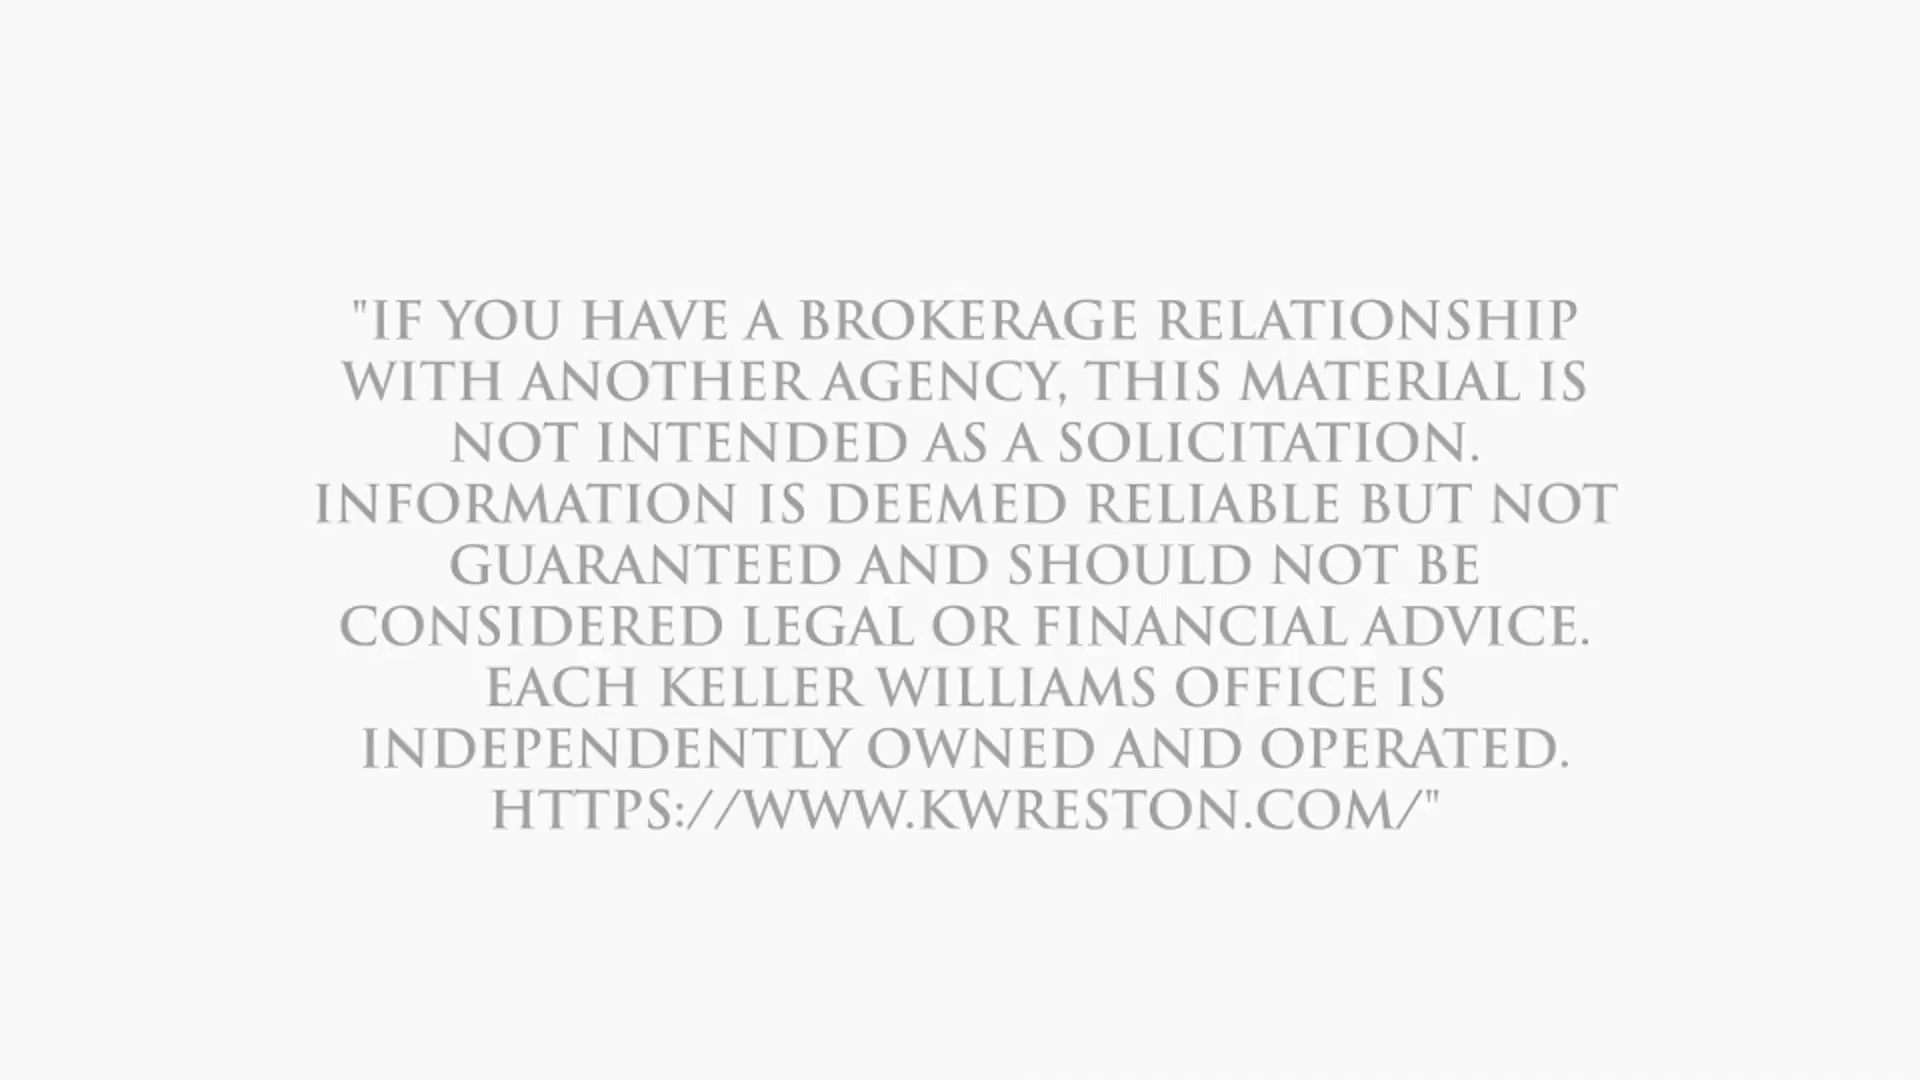 "IF YOU HAVE A BROKERAGE RELATIONSHIP
WITH ANOTHER AGENCY, THIS MATERIAL IS
NOT INTENDED AS A SOLICITATION.
INFORMATION IS DEEMED RELIABLE BUT NOT
GUARANTEED AND SHOULD NOT BE
CONSIDERED LEGAL OR FINANCIAL ADVICE.
EACH KELLER WILLIAMS OFFICE IS
INDEPENDENTLY OWNED AND OPERATED.
HTTPS://WWW.KWRESTON.COM/"